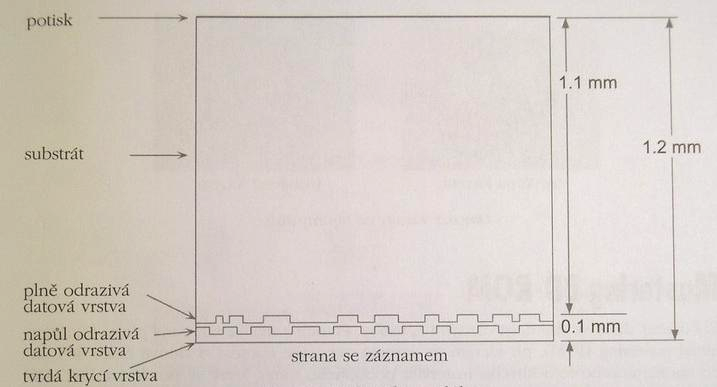 potisk
1.1 mm
substrát
1.2 mm
plně odrazivá
datová vrstva
napůl odrazivá
datová vrstva
0.1 mm
strana se záznamem
tvrdá krycí vrstva